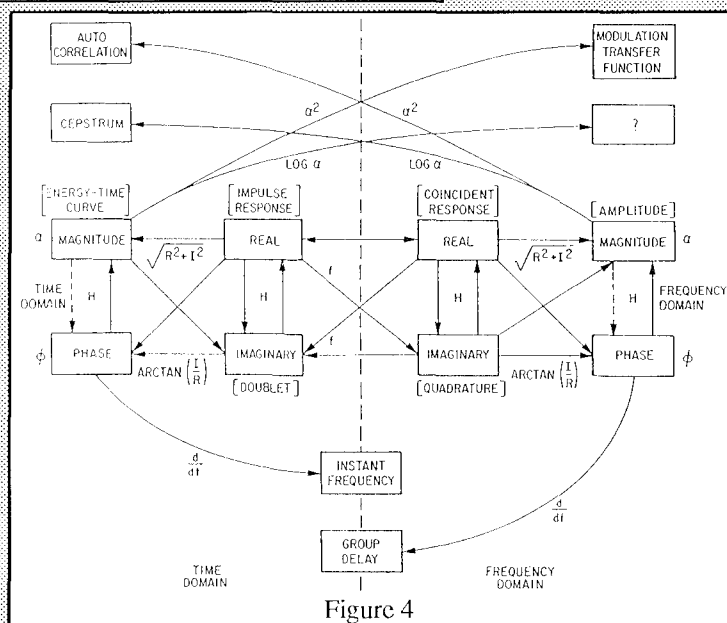 AUTO
CORRELATION
MODULATION
TRANSFER
FUNCTION
α²
α²
CEPSTRUM
?
LOG α
LOG α
[ENERGY-TIME
CURVE]
[IMPULSE
RESPONSE]
[COINCIDENT
RESPONSE]
[AMPLITUDE]
α
MAGNITUDE
√R²+I²
REAL
REAL
√R²+I²
MAGNITUDE
α
TIME
DOMAIN
H
H
f
H
H
FREQUENCY
DOMAIN
ϕ
PHASE
ARCTAN (I/R)
IMAGINARY
f
IMAGINARY
ARCTAN (I/R)
PHASE
ϕ
[DOUBLET]
[QUADRATURE]
d/dt
INSTANT
FREQUENCY
d/df
GROUP
DELAY
TIME
DOMAIN
FREQUENCY
DOMAIN
Figure 4